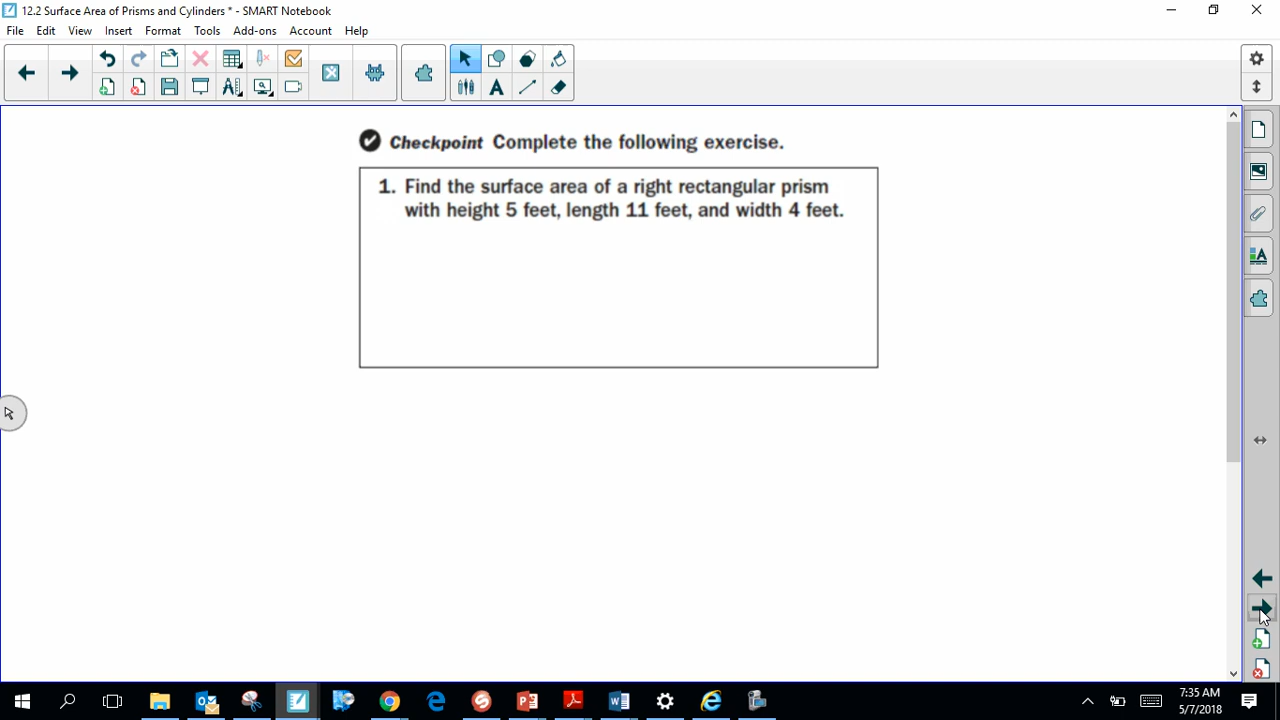 12.2 Surface Area of Prisms and Cylinders * - SMART Notebook
File Edit View Insert Format Tools Add-ons Account Help
Checkpoint Complete the following exercise.
1. Find the surface area of a right rectangular prism
with height 5 feet, length 11 feet, and width 4 feet.
7:35 AM
5/7/2018